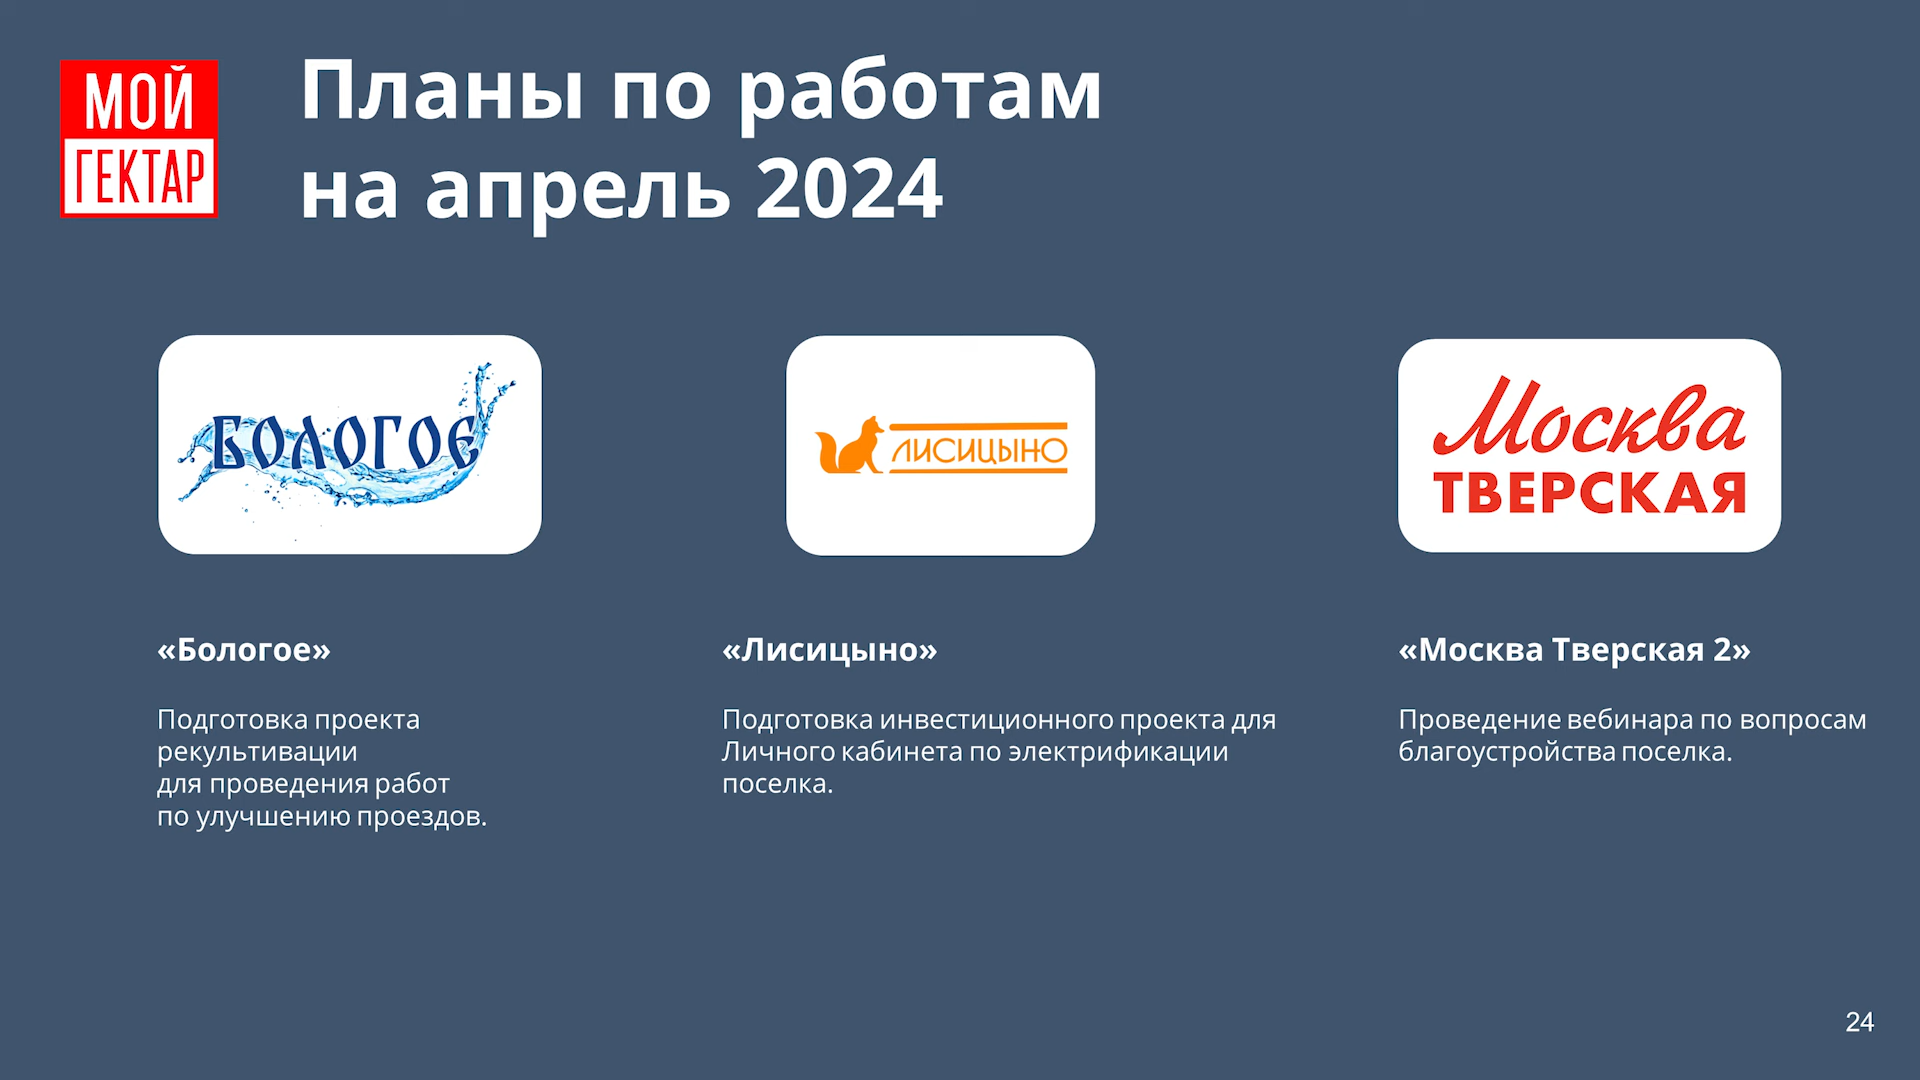 МОЙ
ГЕКТАР
Планы по работам
на апрель 2024
БОЛОГОЕ
ЛИСИЦЫНО
Москва
ТВЕРСКАЯ
«Бологое»
Подготовка проекта
рекультивации
для проведения работ
по улучшению проездов.
«Лисицыно»
Подготовка инвестиционного проекта для
Личного кабинета по электрификации
поселка.
«Москва Тверская 2»
Проведение вебинара по вопросам
благоустройства поселка.
24